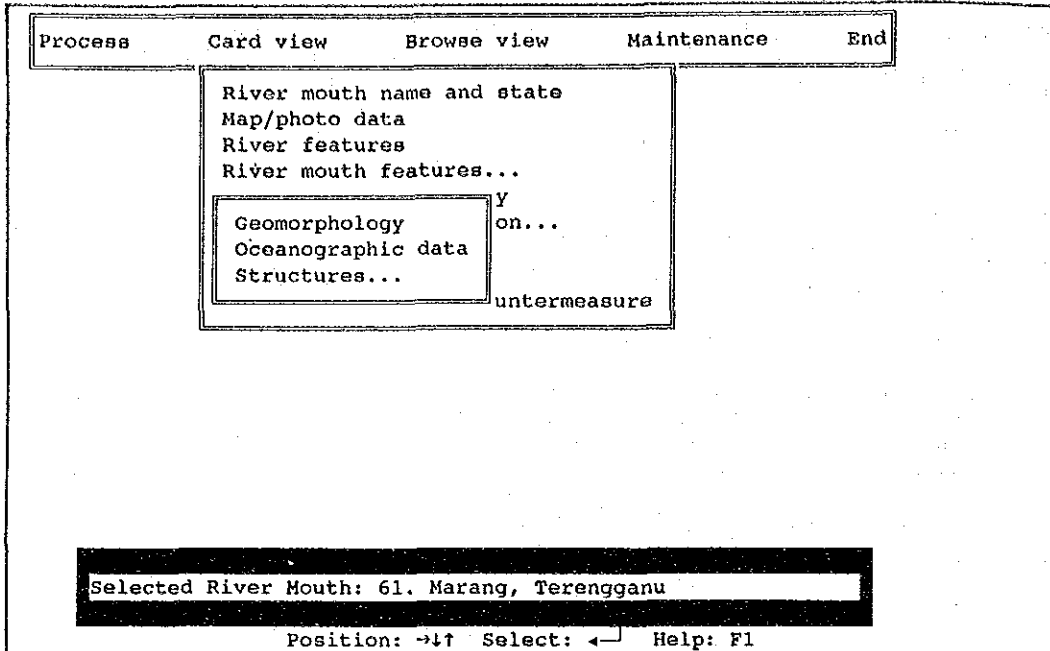 Process Card view Browse view Maintenance End
River mouth name and state
Map/photo data
River features
River mouth features...
y
Geomorphology on...
Oceanographic data
Structures...
untermeasure
Selected River Mouth: 61. Marang, Terengganu
Position: →↓↑ Select: ◄┘ Help: F1